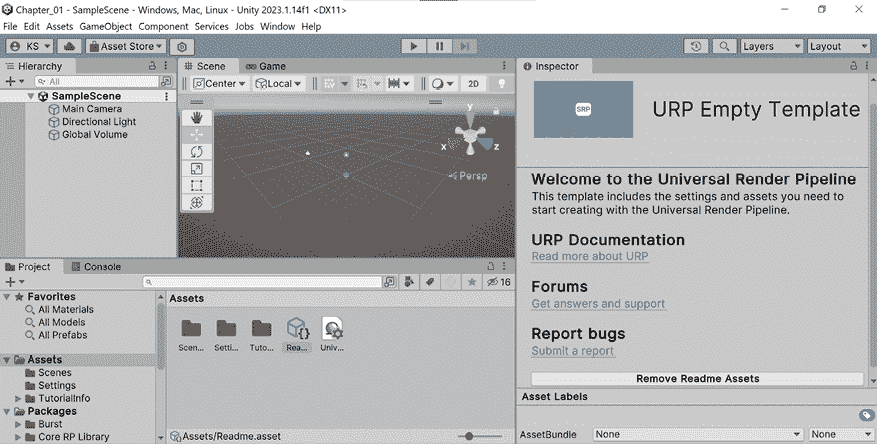 Chapter_01 - SampleScene - Windows, Mac, Linux - Unity 2023.1.14f1 <DX11>
File Edit Assets GameObject Component Services Jobs Window Help
KS Asset Store Layers Layout
Hierarchy
All
SampleScene
Main Camera
Directional Light
Global Volume
Scene Game
Center Local 2D
y
x z
Persp
Inspector
SRP
URP Empty Template
Welcome to the Universal Render Pipeline
This template includes the settings and assets you need to
start creating with the Universal Render Pipeline.
URP Documentation
Read more about URP
Forums
Get answers and support
Report bugs
Submit a report
Remove Readme Assets
Asset Labels
AssetBundle None None
Project Console
16
Favorites
All Materials
All Models
All Prefabs
Assets
Scenes
Settings
TutorialInfo
Packages
Burst
Core RP Library
Assets
Scen... Setti... Tuto... Rea... Univ...
Assets/Readme.asset